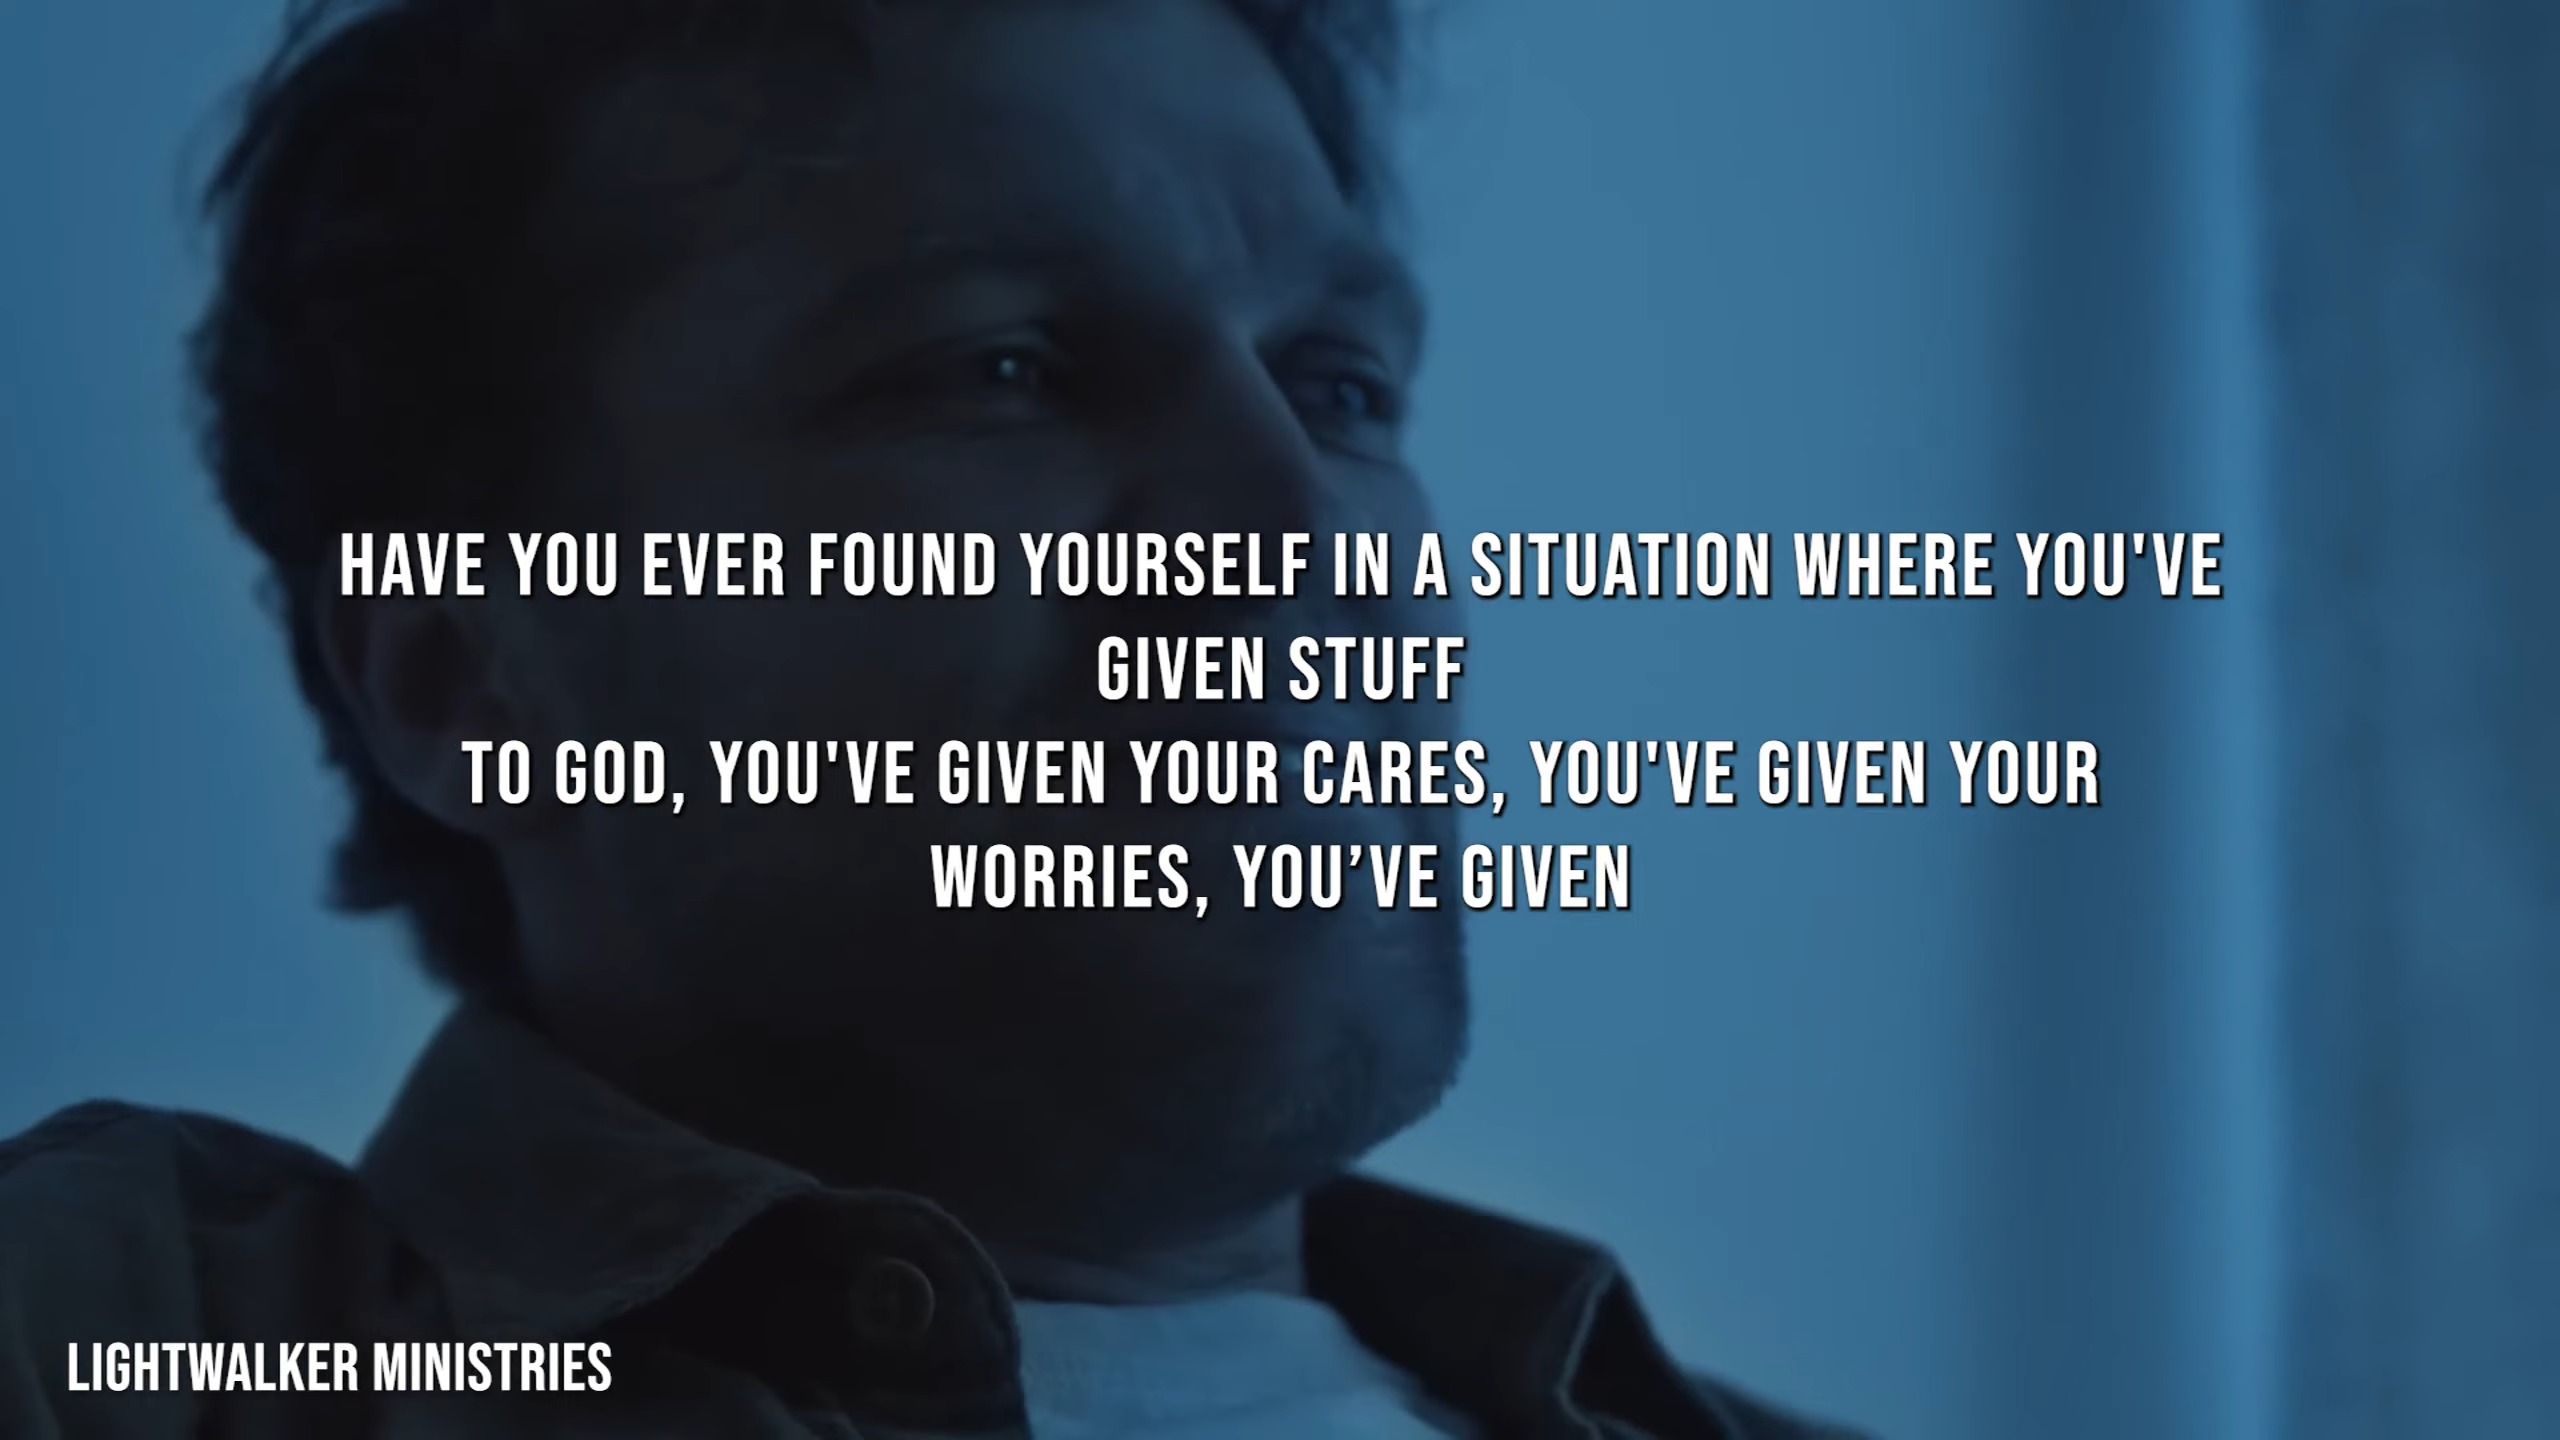 HAVE YOU EVER FOUND YOURSELF IN A SITUATION WHERE YOU'VE
GIVEN STUFF
TO GOD, YOU'VE GIVEN YOUR CARES, YOU'VE GIVEN YOUR
WORRIES, YOU’VE GIVEN
LIGHTWALKER MINISTRIES